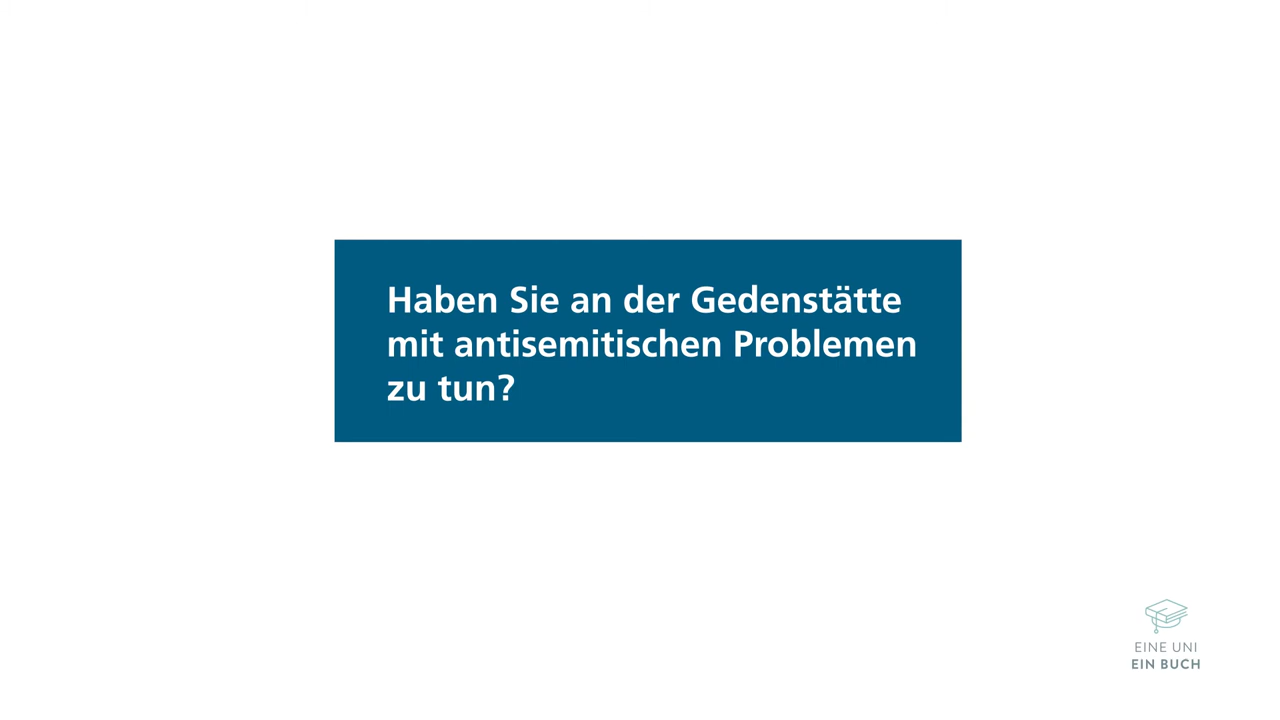 Haben Sie an der Gedenstätte
mit antisemitischen Problemen
zu tun?
EINE UNI
EIN BUCH